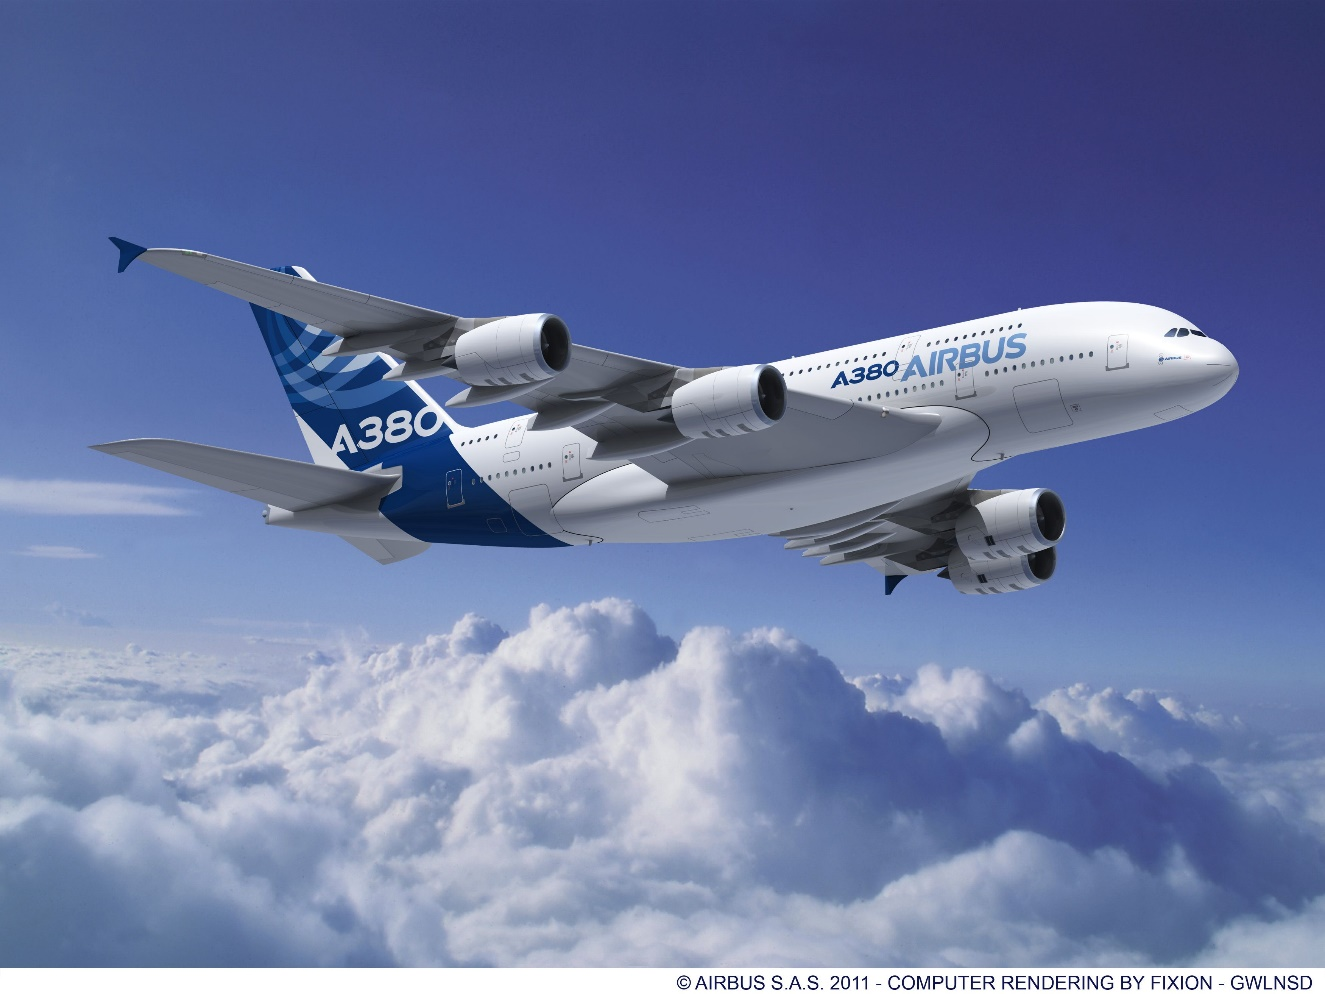 A380 AIRBUS
A380
© AIRBUS S.A.S. 2011 - COMPUTER RENDERING BY FIXION - GWLNSD